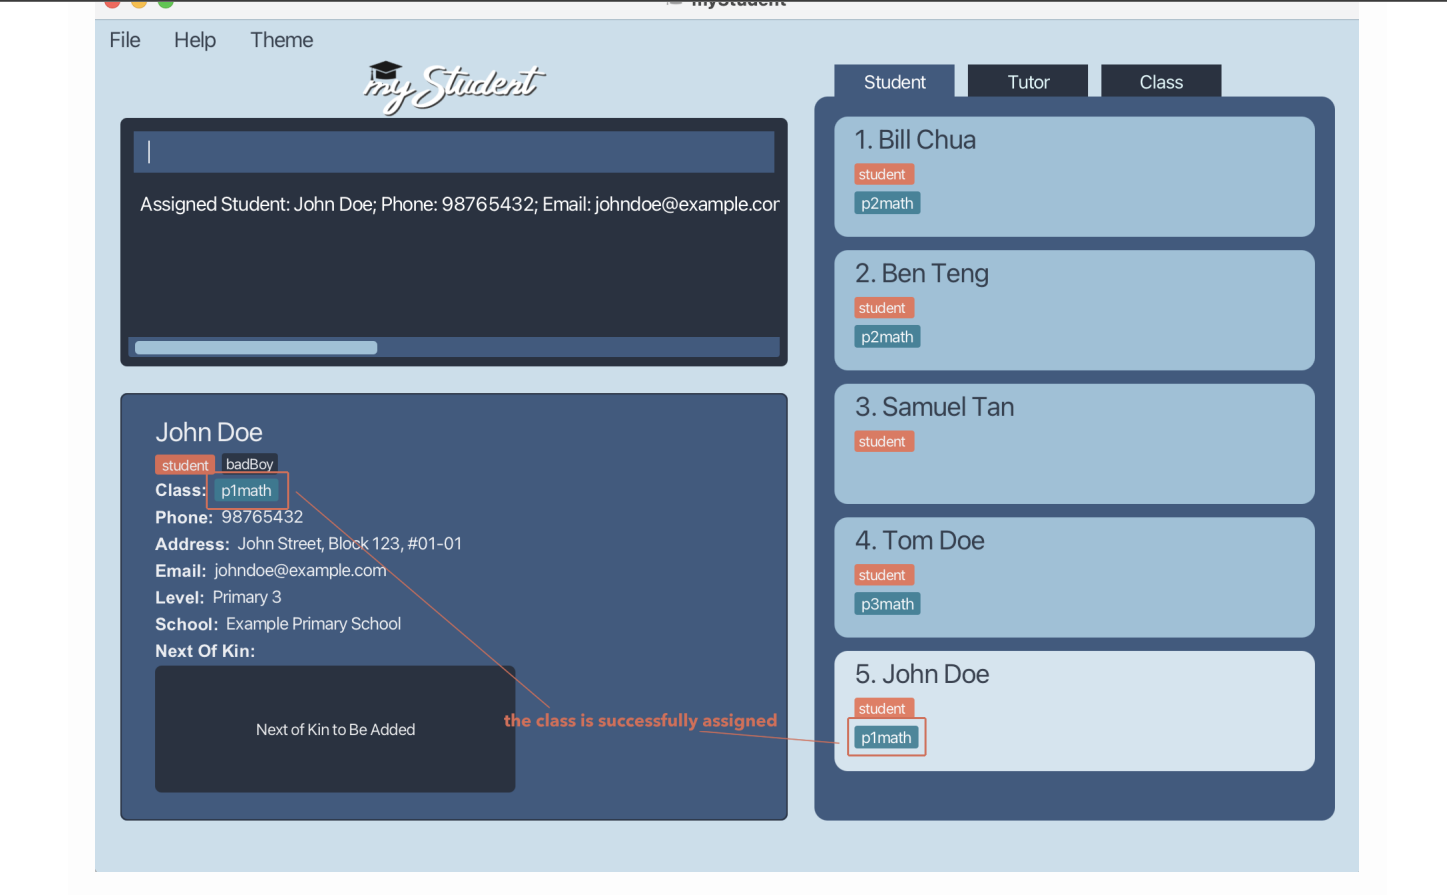 myStudent
File Help Theme
myStudent
Student Tutor Class
Assigned Student: John Doe; Phone: 98765432; Email: johndoe@example.cor
John Doe
student badBoy
Class: p1math
Phone: 98765432
Address: John Street, Block 123, #01-01
Email: johndoe@example.com
Level: Primary 3
School: Example Primary School
Next Of Kin:
Next of Kin to Be Added
the class is successfully assigned
1. Bill Chua
student
p2math
2. Ben Teng
student
p2math
3. Samuel Tan
student
4. Tom Doe
student
p3math
5. John Doe
student
p1math